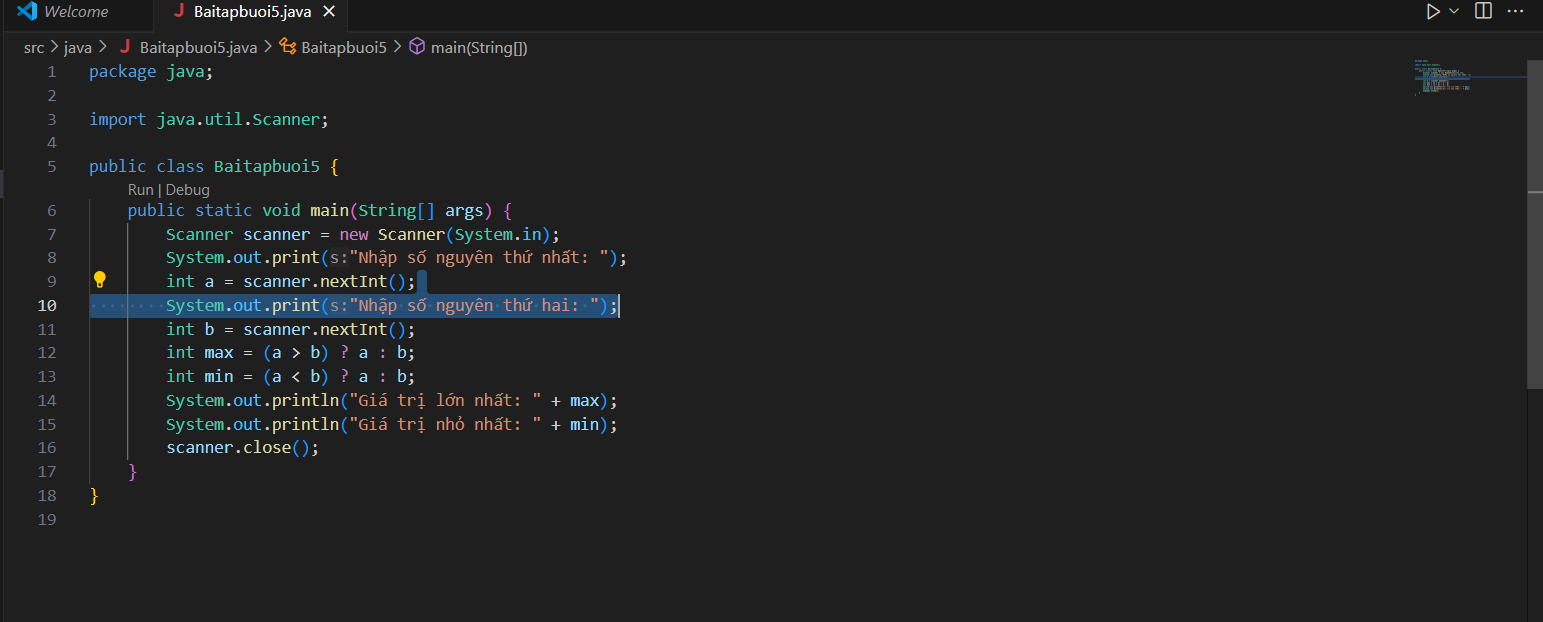 Welcome
Baitapbuoi5.java
src > java > Baitapbuoi5.java > Baitapbuoi5 > main(String[])
1 package java;
2
3 import java.util.Scanner;
4
5 public class Baitapbuoi5 {
Run | Debug
6 public static void main(String[] args) {
7 Scanner scanner = new Scanner(System.in);
8 System.out.print(s:"Nhập số nguyên thứ nhất: ");
9 int a = scanner.nextInt();
10 System.out.print(s:"Nhập số nguyên thứ hai: ");
11 int b = scanner.nextInt();
12 int max = (a > b) ? a : b;
13 int min = (a < b) ? a : b;
14 System.out.println("Giá trị lớn nhất: " + max);
15 System.out.println("Giá trị nhỏ nhất: " + min);
16 scanner.close();
17 }
18 }
19